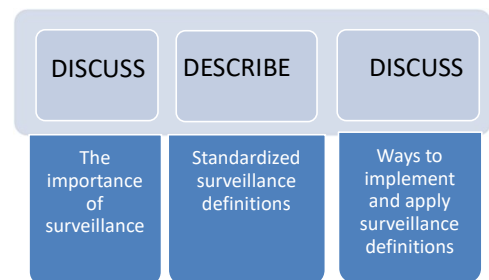 DISCUSS
DESCRIBE
DISCUSS
The
importance
of
surveillance
Standardized
surveillance
definitions
Ways to
implement
and apply
surveillance
definitions